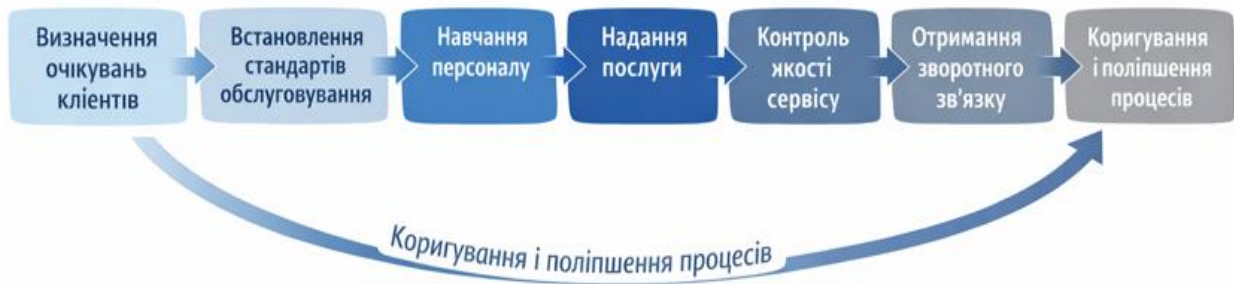 Визначення
очікувань
клієнтів
Встановлення
стандартів
обслуговування
Навчання
персоналу
Надання
послуги
Контроль
якості
сервісу
Отримання
зворотного
зв'язку
Коригування
і поліпшення
процесів
Коригування і поліпшення процесів